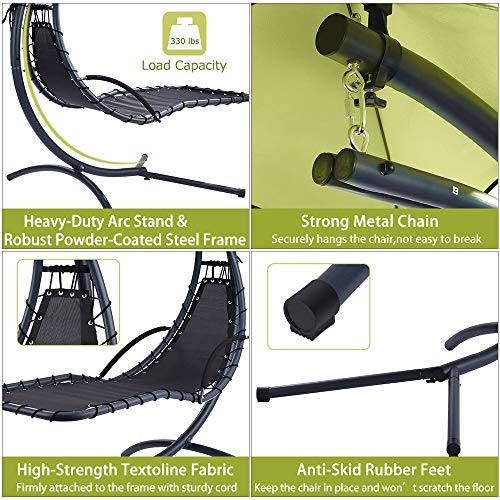 330 lbs
Load Capacity
Heavy-Duty Arc Stand &
Robust Powder-Coated Steel Frame
Strong Metal Chain
Securely hangs the chair,not easy to break
High-Strength Textoline Fabric
Firmly attached to the frame with sturdy cord
Anti-Skid Rubber Feet
Keep the chair in place and won't scratch the floor